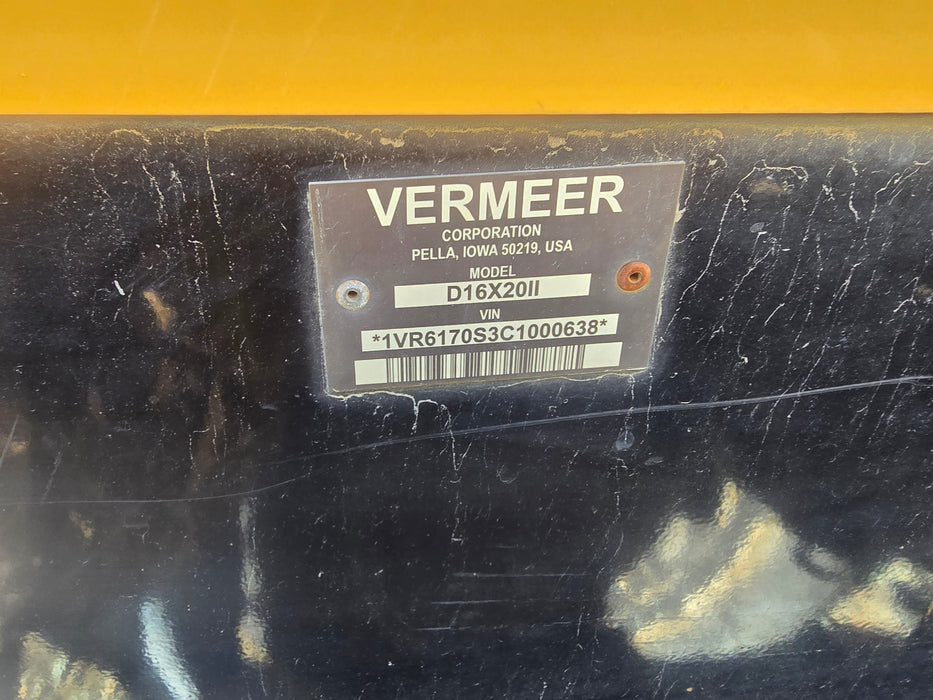 VERMEER
CORPORATION
PELLA, IOWA 50219, USA
MODEL
D16X20II
VIN
*1VR6170S3C1000638*